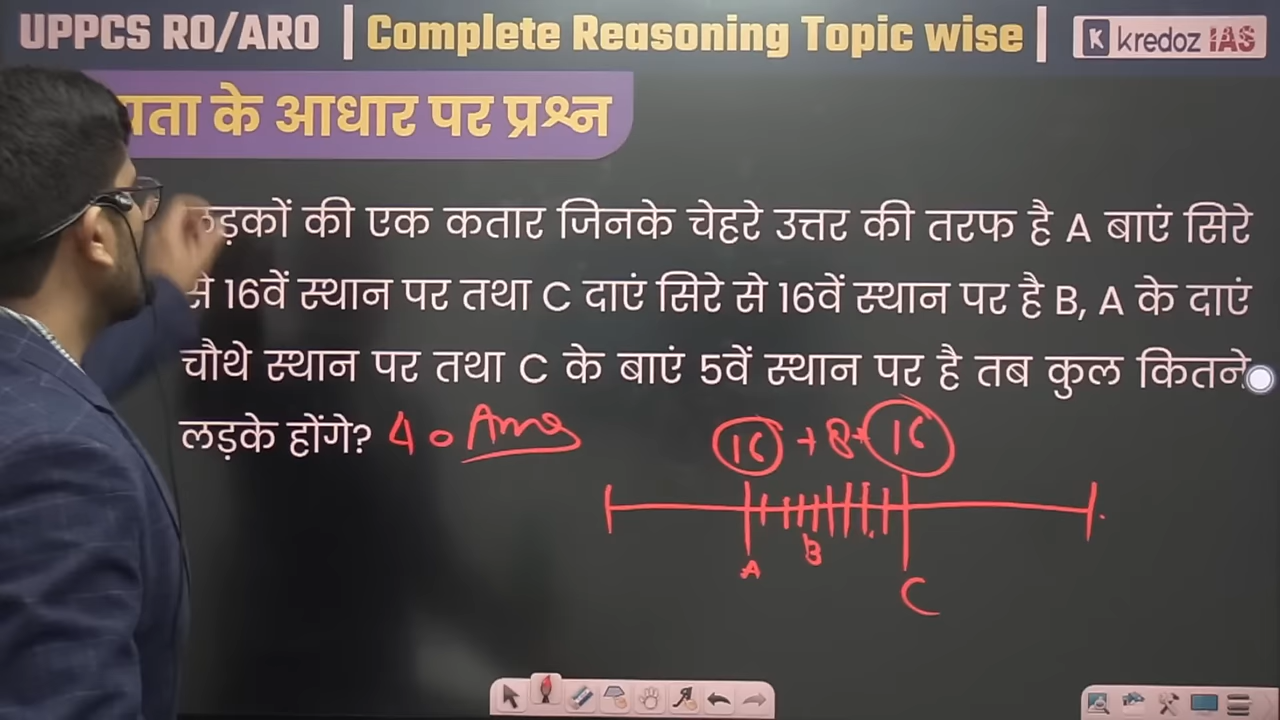 UPPCS RO/ARO | Complete Reasoning Topic wise | K kredoz IAS
के आधार पर प्रश्न
लड़कों की एक कतार जिनके चेहरे उत्तर की तरफ है A बाएं सिरे
से 16वें स्थान पर तथा C दाएं सिरे से 16वें स्थान पर है B, A के दाएं
चौथे स्थान पर तथा C के बाएं 5वें स्थान पर है तब कुल कितने
लड़के होंगे? 40 Ans
16 + 8 + 16
A B C